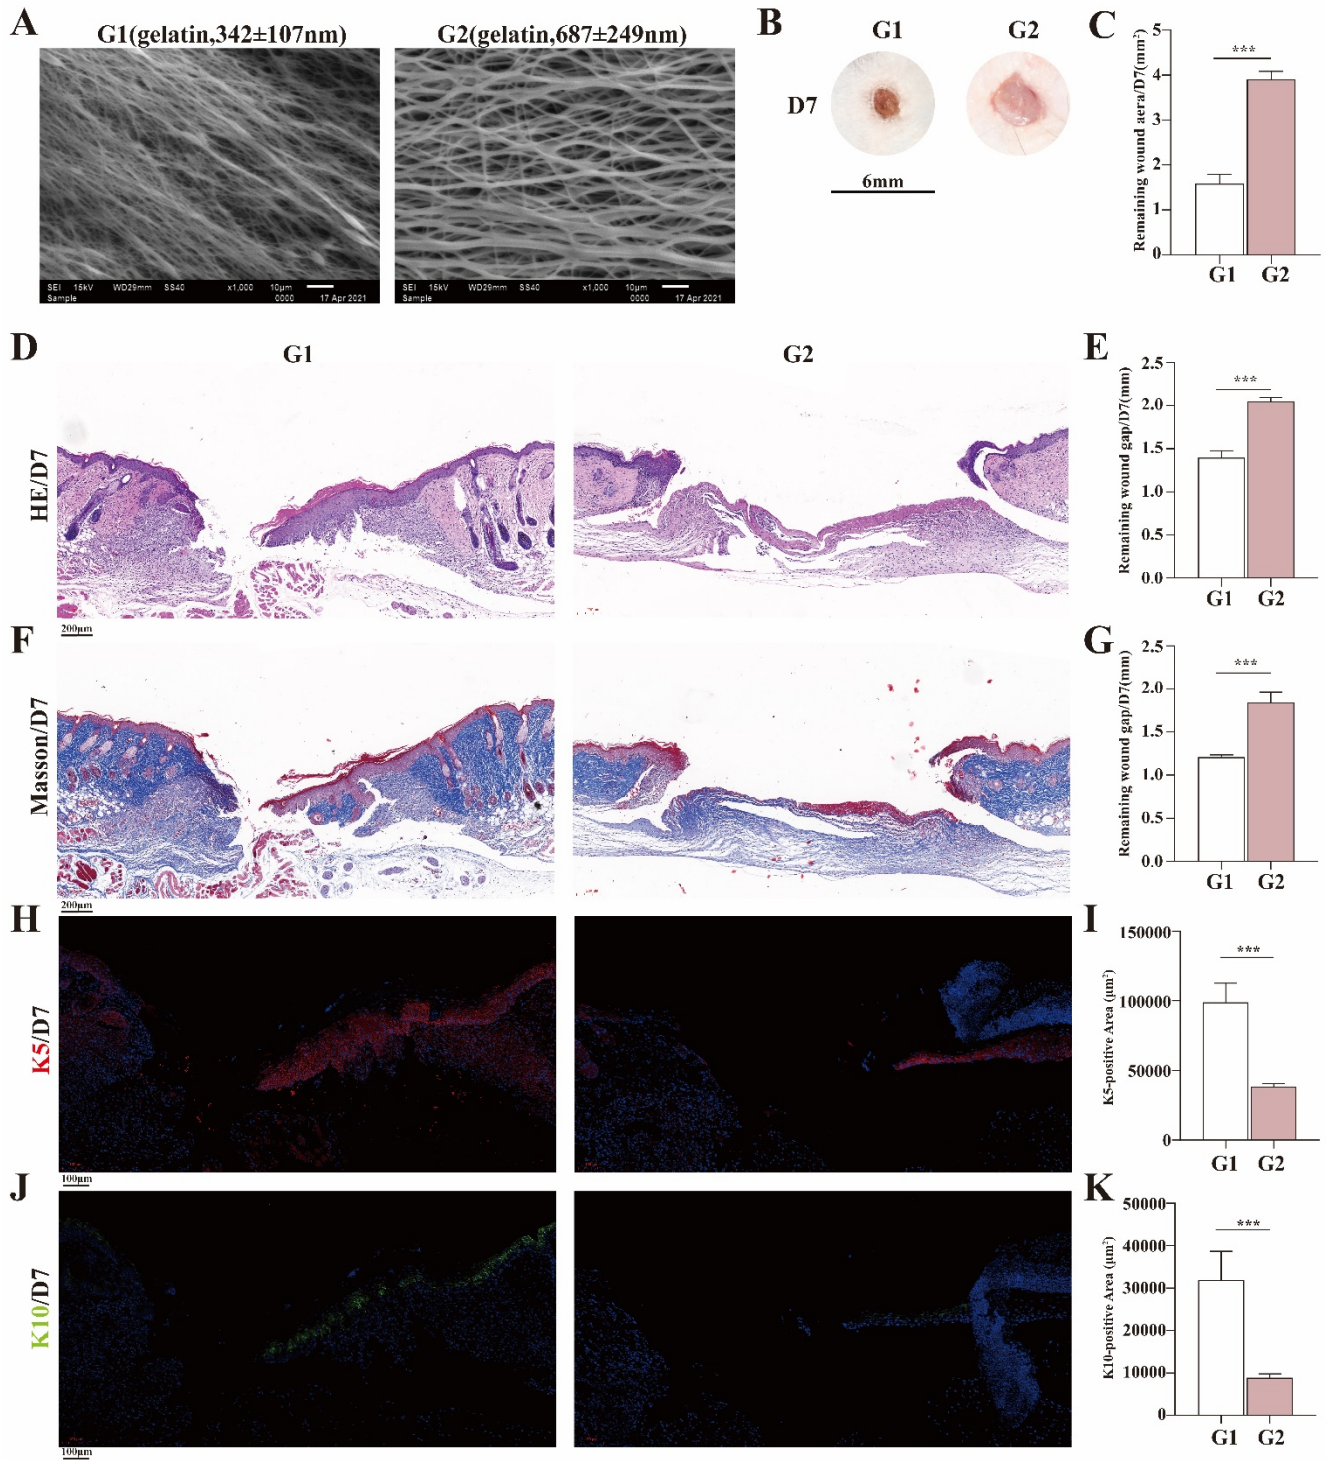 A
G1(gelatin,342±107nm)
G2(gelatin,687±249nm)
SEI 15kV WD29mm SS40 x1,000 10μm
Sample 0000 17 Apr 2021
SEI 15kV WD29mm SS40 x1,000 10μm
Sample 0000 17 Apr 2021
B
G1 G2
D7
6mm
C
Remaining wound aera/D7(mm²)
5
4
3
2
1
0
***
G1 G2
D
G1 G2
HE/D7
200μm
E
Remaining wound gap/D7(mm)
2.5
2.0
1.5
1.0
0.5
0.0
***
G1 G2
F
Masson/D7
200μm
G
Remaining wound gap/D7(mm)
2.5
2.0
1.5
1.0
0.5
0.0
***
G1 G2
H
K5/D7
100μm
I
K5-positive Area (μm²)
150000
100000
50000
0
***
G1 G2
J
K10/D7
100μm
K
K10-positive Area (μm²)
50000
40000
30000
20000
10000
0
***
G1 G2